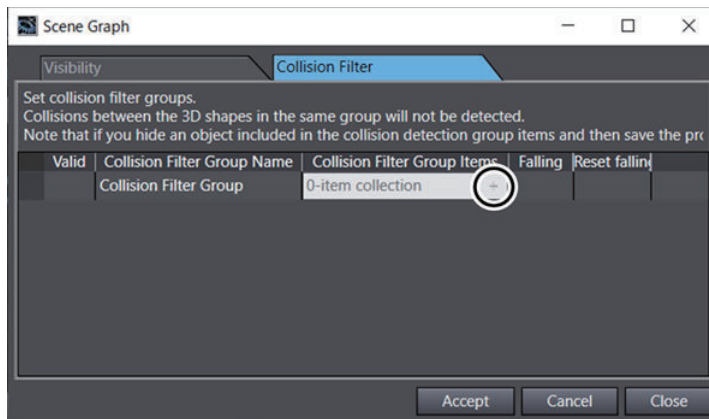 Scene Graph
Visibility
Collision Filter
Set collision filter groups.
Collisions between the 3D shapes in the same group will not be detected.
Note that if you hide an object included in the collision detection group items and then save the pro
Valid Collision Filter Group Name Collision Filter Group Items Falling Reset falling
Collision Filter Group 0-item collection +
Accept Cancel Close